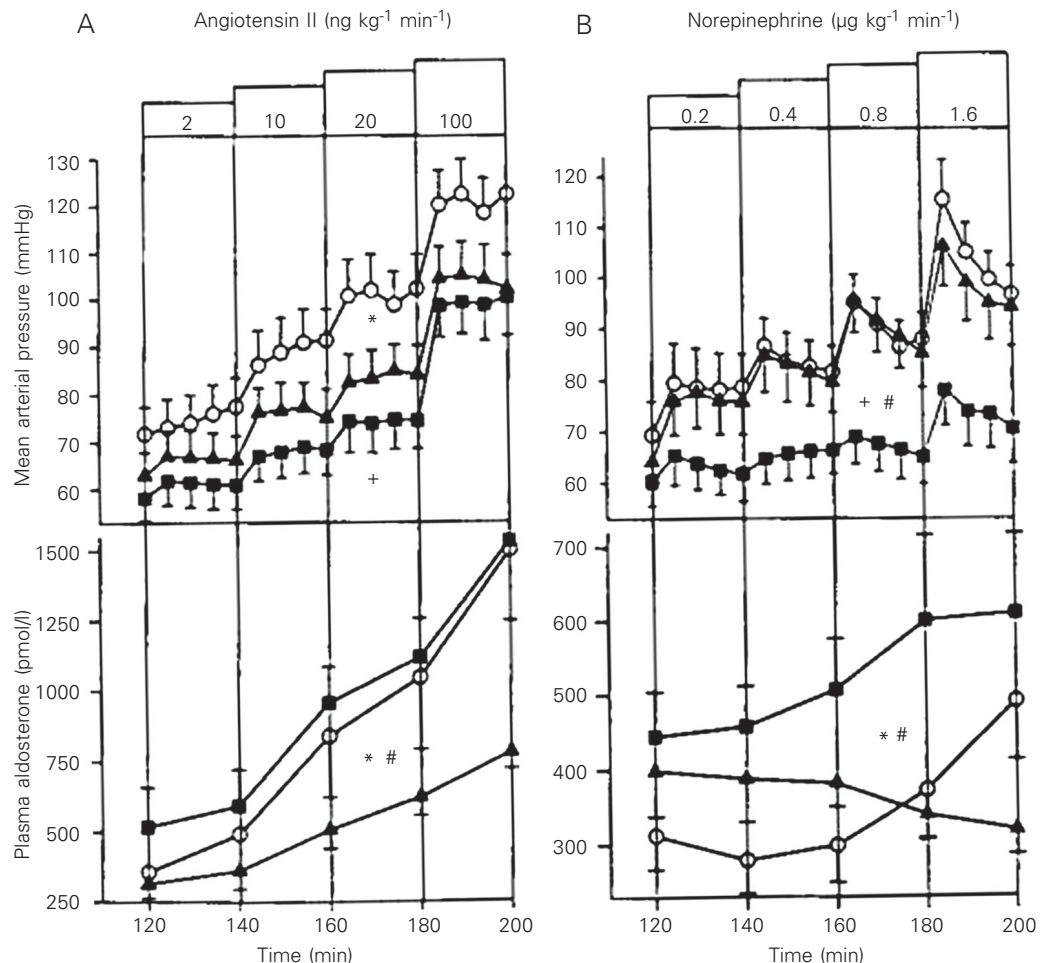 A
Angiotensin II (ng kg⁻¹ min⁻¹)
2 10 20 100
Mean arterial pressure (mmHg)
130
120
110
100
90
80
70
60
*
+
Plasma aldosterone (pmol/l)
1500
1250
1000
750
500
250
* #
120 140 160 180 200
Time (min)
B
Norepinephrine (µg kg⁻¹ min⁻¹)
0.2 0.4 0.8 1.6
120
100
90
80
70
60
+ #
700
600
500
400
300
* #
120 140 160 180 200
Time (min)